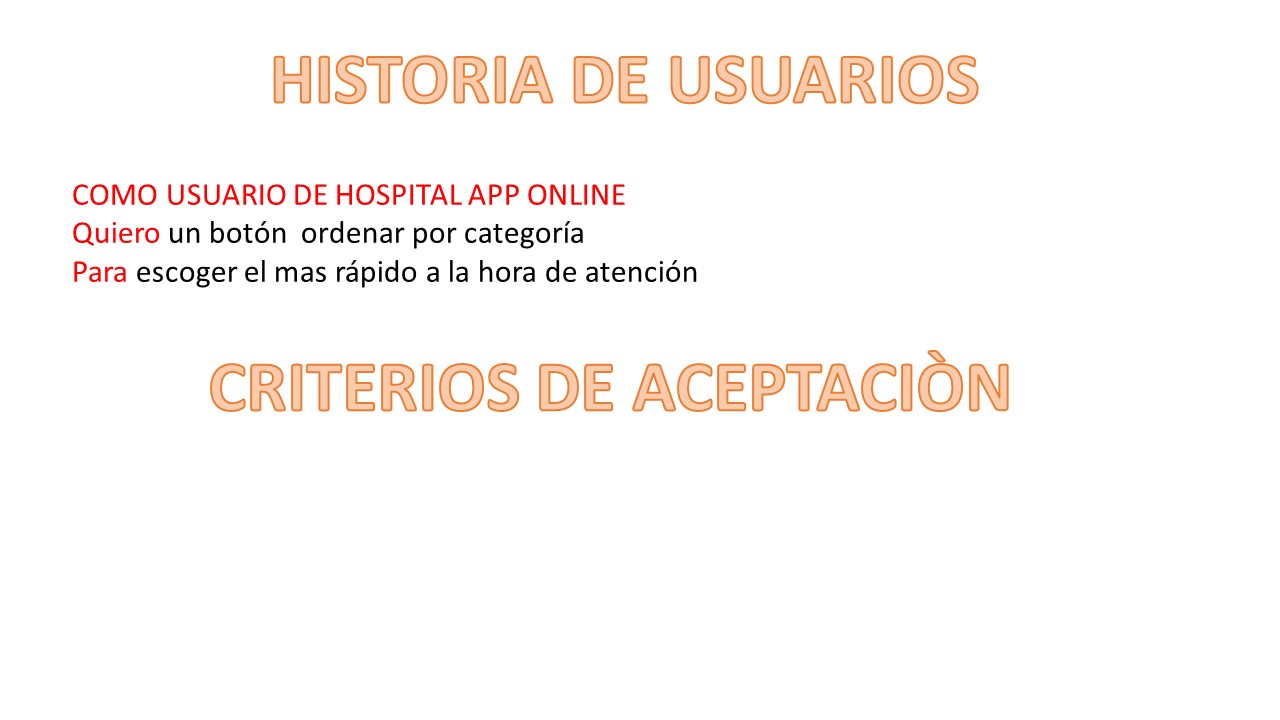 HISTORIA DE USUARIOS
COMO USUARIO DE HOSPITAL APP ONLINE
Quiero un botón  ordenar por categoría
Para escoger el mas rápido a la hora de atención
CRITERIOS DE ACEPTACIÒN